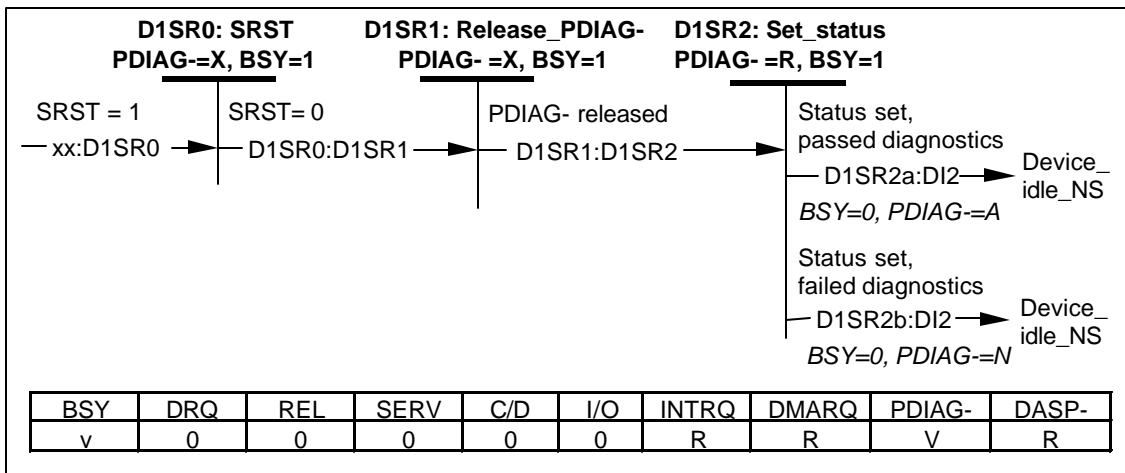 D1SR0: SRST
PDIAG-=X, BSY=1
D1SR1: Release_PDIAG-
PDIAG- =X, BSY=1
D1SR2: Set_status
PDIAG- =R, BSY=1
SRST = 1
xx:D1SR0
SRST= 0
D1SR0:D1SR1
PDIAG- released
D1SR1:D1SR2
Status set,
passed diagnostics
D1SR2a:DI2
BSY=0, PDIAG-=A
Device_
idle_NS
Status set,
failed diagnostics
D1SR2b:DI2
BSY=0, PDIAG-=N
Device_
idle_NS
BSY DRQ REL SERV C/D I/O INTRQ DMARQ PDIAG- DASP-
v 0 0 0 0 0 R R V R